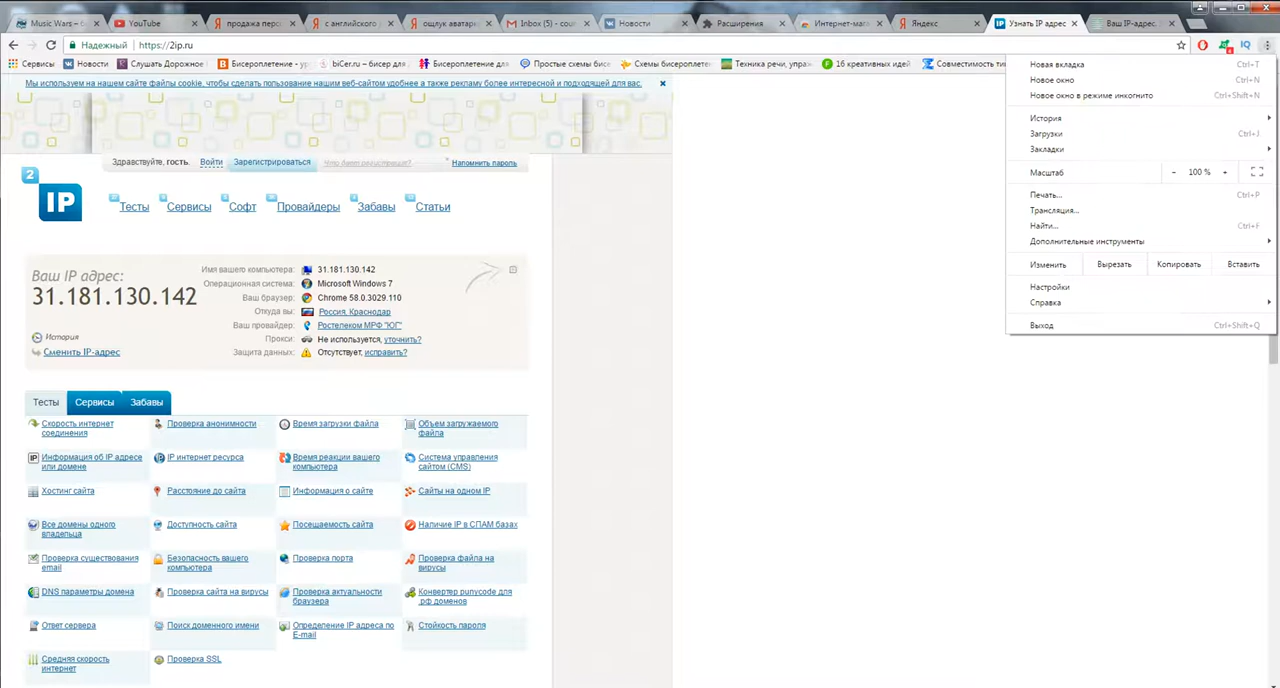 Music Wars –
YouTube
продажа перс
с английского
ощлук аватари
Inbox (5) - cour
Новости
Расширения
Интернет-маг
Яндекс
Узнать IP адрес
Ваш IP-адрес.
Надежный
https://2ip.ru
Сервисы
Новости
Слушать Дорожное
Бисероплетение - ур
biCer.ru – бисер для
Бисероплетение для
Простые схемы бисе
Схемы бисероплете
Техника речи, упраж
16 креативных идей
Совместимость ти
Мы используем на нашем сайте файлы cookie, чтобы сделать пользование нашим веб-сайтом удобнее а также рекламу более интересной и подходящей для вас.
Здравствуйте, гость.
Войти
Зарегистрироваться
Что дает регистрация?
Напомнить пароль
2
IP
Тесты
Сервисы
Софт
Провайдеры
Забавы
Статьи
Ваш IP адрес:
31.181.130.142
История
Сменить IP-адрес
Имя вашего компьютера: 31.181.130.142
Операционная система: Microsoft Windows 7
Ваш браузер: Chrome 58.0.3029.110
Откуда вы: Россия, Краснодар
Ваш провайдер: Ростелеком МРФ "ЮГ"
Прокси: Не используется, уточнить?
Защита данных: Отсутствует, исправить?
Тесты
Сервисы
Забавы
Скорость интернет
соединения
Проверка анонимности
Время загрузки файла
Объем загружаемого
файла
Информация об IP адресе
или домене
IP интернет ресурса
Время реакции вашего
компьютера
Система управления
сайтом (CMS)
Хостинг сайта
Расстояние до сайта
Информация о сайте
Сайты на одном IP
Все домены одного
владельца
Доступность сайта
Посещаемость сайта
Наличие IP в СПАМ базах
Проверка существования
email
Безопасность вашего
компьютера
Проверка порта
Проверка файла на
вирусы
DNS параметры домена
Проверка сайта на вирусы
Проверка актуальности
браузера
Конвертер punycode для
.рф доменов
Ответ сервера
Поиск доменного имени
Определение IP адреса по
E-mail
Стойкость пароля
Средняя скорость
интернет
Проверка SSL
Новая вкладка Ctrl+T
Новое окно Ctrl+N
Новое окно в режиме инкогнито Ctrl+Shift+N
История
Загрузки Ctrl+J
Закладки
Масштаб - 100 % +
Печать... Ctrl+P
Трансляция...
Найти... Ctrl+F
Дополнительные инструменты
Изменить Вырезать Копировать Вставить
Настройки
Справка
Выход Ctrl+Shift+Q